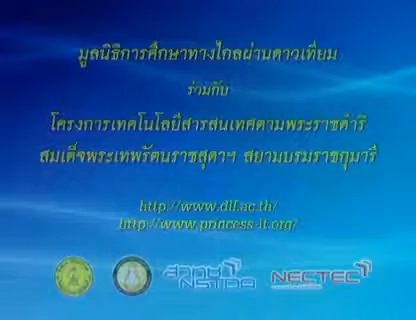 มูลนิธิการศึกษาทางไกลผ่านดาวเทียม
ร่วมกับ
โครงการเทคโนโลยีสารสนเทศตามพระราชดำริ
สมเด็จพระเทพรัตนราชสุดาฯ สยามบรมราชกุมารี
http://www.dlf.ac.th/
http://www.princess-it.org/
สวทช NECTEC
NSTDA